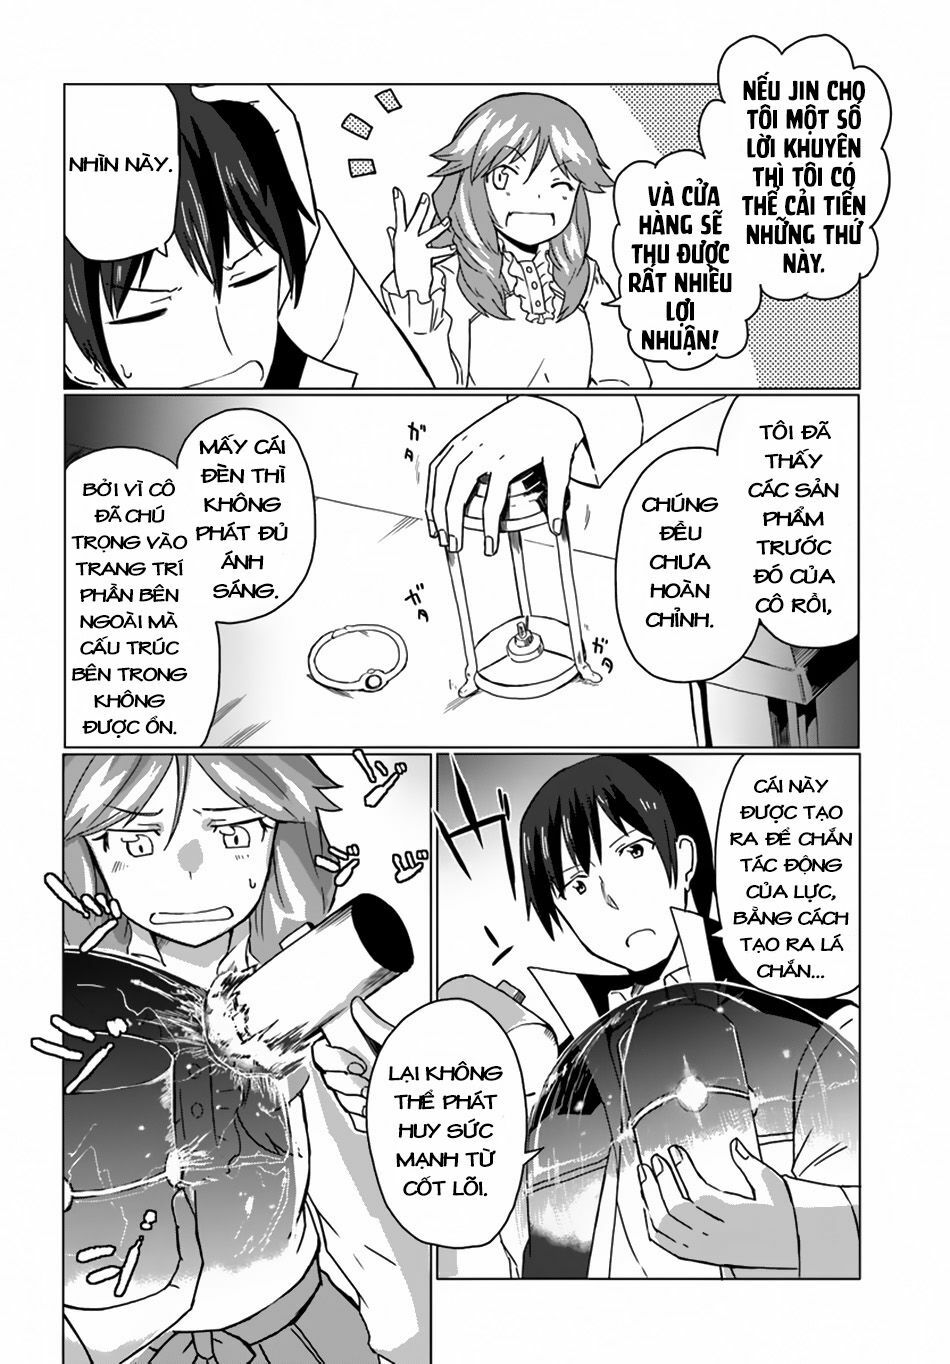 NẾU JIN CHO
TÔI MỘT SỐ
LỜI KHUYÊN
THÌ TÔI CÓ
THỂ CẢI TIẾN
NHỮNG THỨ
NÀY.
VÀ CỬA
HÀNG SẼ
THU ĐƯỢC
RẤT NHIỀU
LỢI
NHUẬN!
NHÌN NÀY.
TÔI ĐÃ
THẤY
CÁC SẢN
PHẨM
TRƯỚC
ĐÓ CỦA
CÔ RỒI,
CHÚNG
ĐỀU
CHƯA
HOÀN
CHỈNH.
ガタ
ガタ
MẤY CÁI
ĐÈN THÌ
KHÔNG
PHÁT ĐỦ
ÁNH
SÁNG.
BỞI VÌ CÔ
ĐÃ CHÚ
TRỌNG VÀO
TRANG TRÍ
PHẦN BÊN
NGOÀI MÀ
CẤU TRÚC
BÊN TRONG
KHÔNG
ĐƯỢC ỔN.
CÁI NÀY
ĐƯỢC TẠO
RA ĐỂ CHẮN
TÁC ĐỘNG
CỦA LỰC,
BẰNG CÁCH
TẠO RA LÁ
CHẮN...
LẠI KHÔNG
THỂ PHÁT
HUY SỨC
MẠNH TỪ
CỐT LÕI.